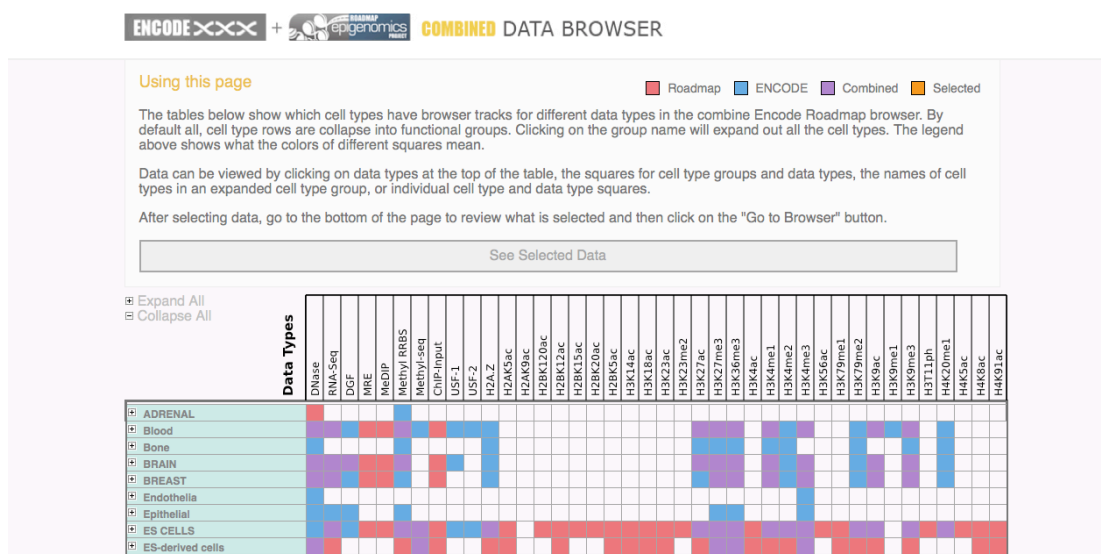 ENCODE + ROADMAP epigenomics PROJECT COMBINED DATA BROWSER
Using this page
Roadmap ENCODE Combined Selected
The tables below show which cell types have browser tracks for different data types in the combine Encode Roadmap browser. By
default all, cell type rows are collapse into functional groups. Clicking on the group name will expand out all the cell types. The legend
above shows what the colors of different squares mean.
Data can be viewed by clicking on data types at the top of the table, the squares for cell type groups and data types, the names of cell
types in an expanded cell type group, or individual cell type and data type squares.
After selecting data, go to the bottom of the page to review what is selected and then click on the "Go to Browser" button.
See Selected Data
Expand All
Collapse All
Data Types
DNase
RNA-Seq
DGF
MRE
MeDIP
Methyl RRBS
Methyl-seq
ChIP-Input
USF-1
USF-2
H2A.Z
H2AK5ac
H2AK9ac
H2BK120ac
H2BK12ac
H2BK15ac
H2BK20ac
H2BK5ac
H3K14ac
H3K18ac
H3K23ac
H3K23me2
H3K27ac
H3K27me3
H3K36me3
H3K4ac
H3K4me1
H3K4me2
H3K4me3
H3K56ac
H3K79me1
H3K79me2
H3K9ac
H3K9me1
H3K9me3
H3T11ph
H4K20me1
H4K5ac
H4K8ac
H4K91ac
ADRENAL
Blood
Bone
BRAIN
BREAST
Endothelia
Epithelial
ES CELLS
ES-derived cells